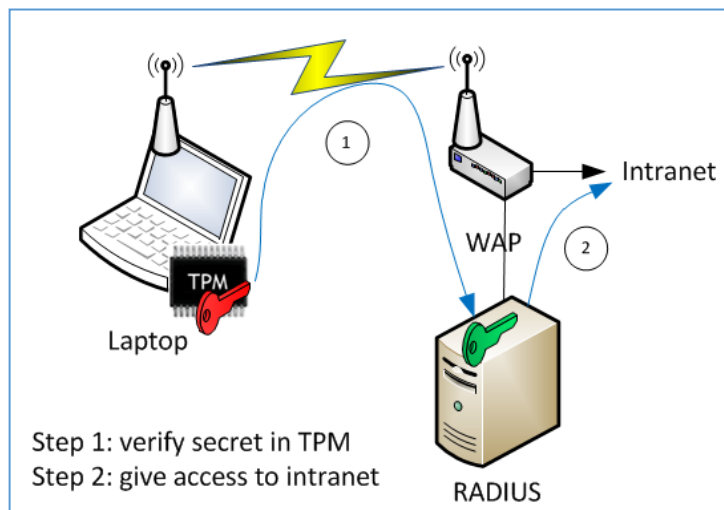 1
Intranet
WAP
2
TPM
Laptop
Step 1: verify secret in TPM
Step 2: give access to intranet
RADIUS